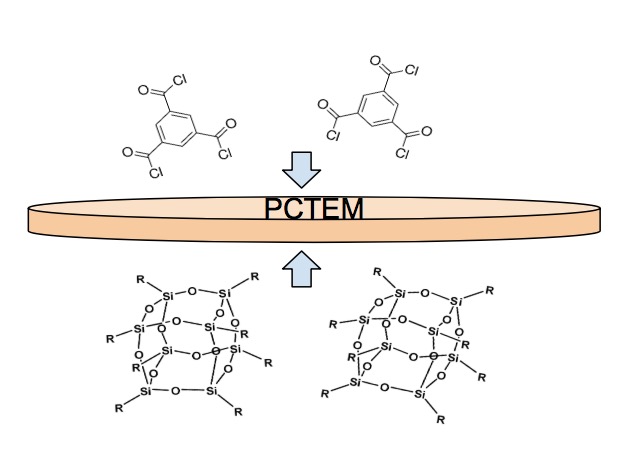 Cl
O
O
O Cl
Cl
O Cl
O
Cl O
Cl
PCTEM
R R
Si O Si
O O
Si O O Si O R
R
O Si O O Si
R O O R
Si O Si
R R
R
Si O Si R
O
R Si O O Si O O
O Si R
R O O Si
O O R
R Si O Si
R